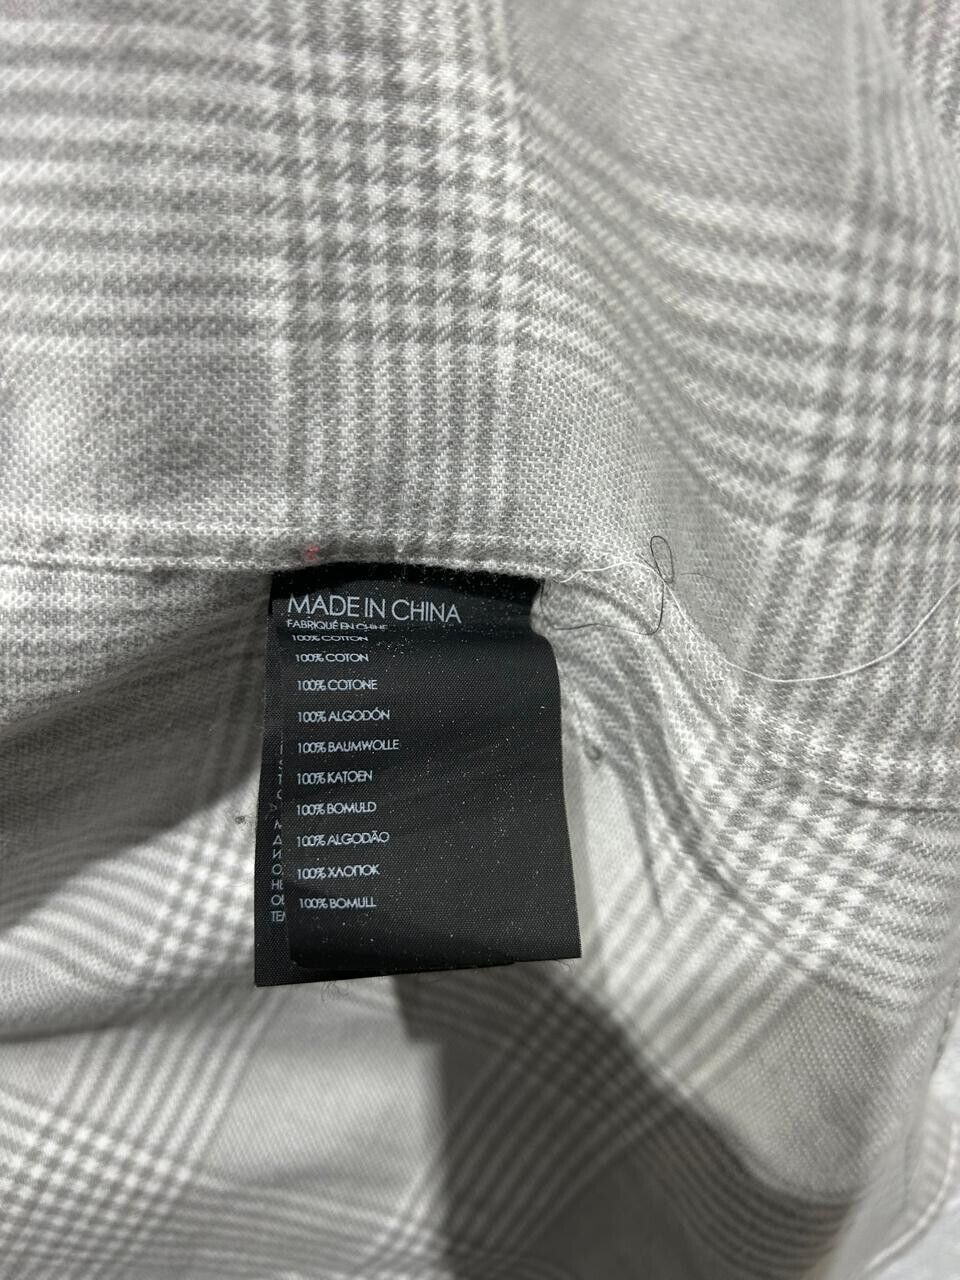 MADE IN CHINA
FABRIQUÉ EN CHINE
100% COTTON
100% COTON
100% COTONE
100% ALGODÓN
100% BAUMWOLLE
100% KATOEN
100% BOMULD
100% ALGODÃO
100% ХЛОПОК
100% BOMULL